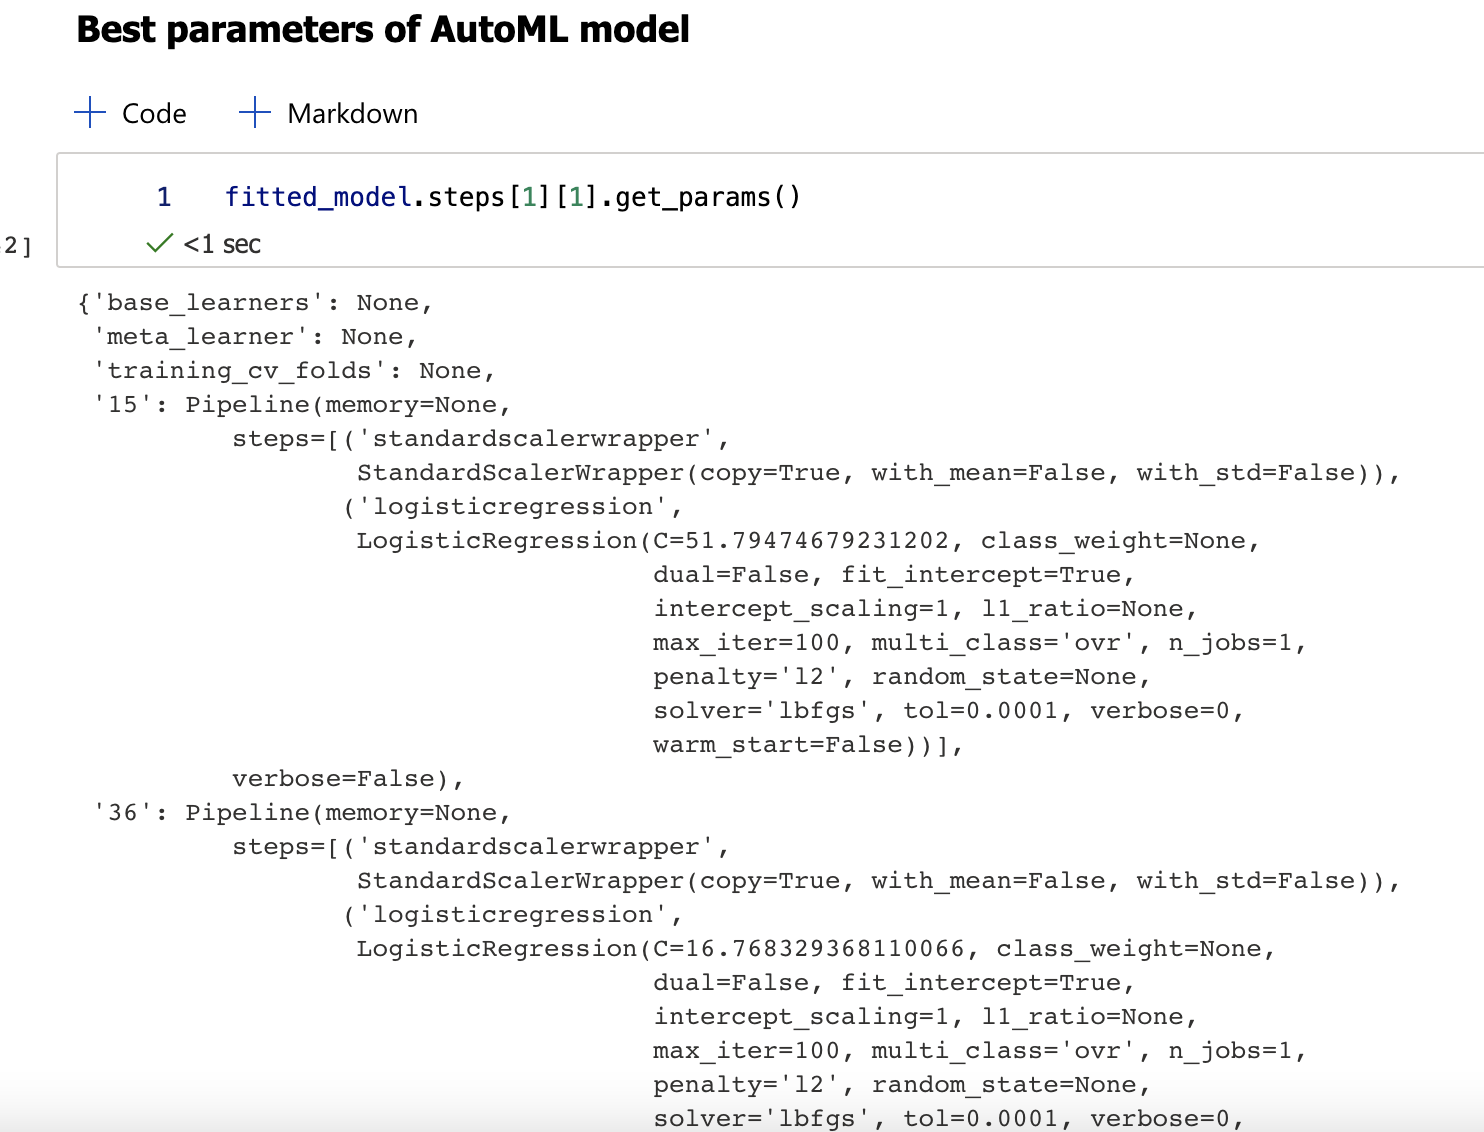 Best parameters of AutoML model
+ Code + Markdown
1 fitted_model.steps[1][1].get_params()
2] <1 sec
{'base_learners': None,
'meta_learner': None,
'training_cv_folds': None,
'15': Pipeline(memory=None,
steps=[('standardscalerwrapper',
StandardScalerWrapper(copy=True, with_mean=False, with_std=False)),
('logisticregression',
LogisticRegression(C=51.79474679231202, class_weight=None,
dual=False, fit_intercept=True,
intercept_scaling=1, l1_ratio=None,
max_iter=100, multi_class='ovr', n_jobs=1,
penalty='l2', random_state=None,
solver='lbfgs', tol=0.0001, verbose=0,
warm_start=False))],
verbose=False),
'36': Pipeline(memory=None,
steps=[('standardscalerwrapper',
StandardScalerWrapper(copy=True, with_mean=False, with_std=False)),
('logisticregression',
LogisticRegression(C=16.768329368110066, class_weight=None,
dual=False, fit_intercept=True,
intercept_scaling=1, l1_ratio=None,
max_iter=100, multi_class='ovr', n_jobs=1,
penalty='l2', random_state=None,
solver='lbfgs', tol=0.0001, verbose=0,